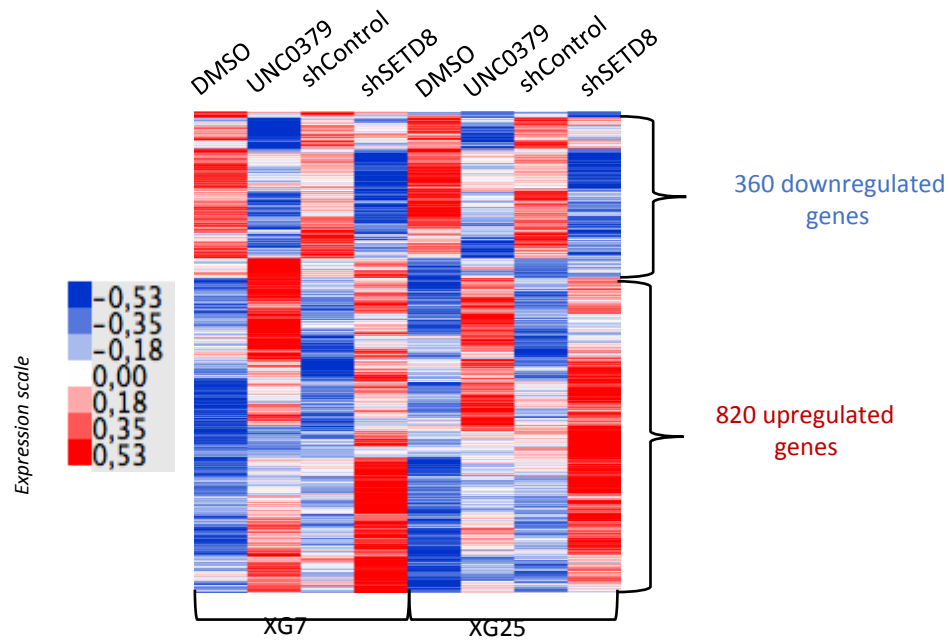 DMSO
UNC0379
shControl
shSETD8
DMSO
UNC0379
shControl
shSETD8
360 downregulated
genes
Expression scale
−0,53
−0,35
−0,18
0,00
0,18
0,35
0,53
820 upregulated
genes
XG7
XG25